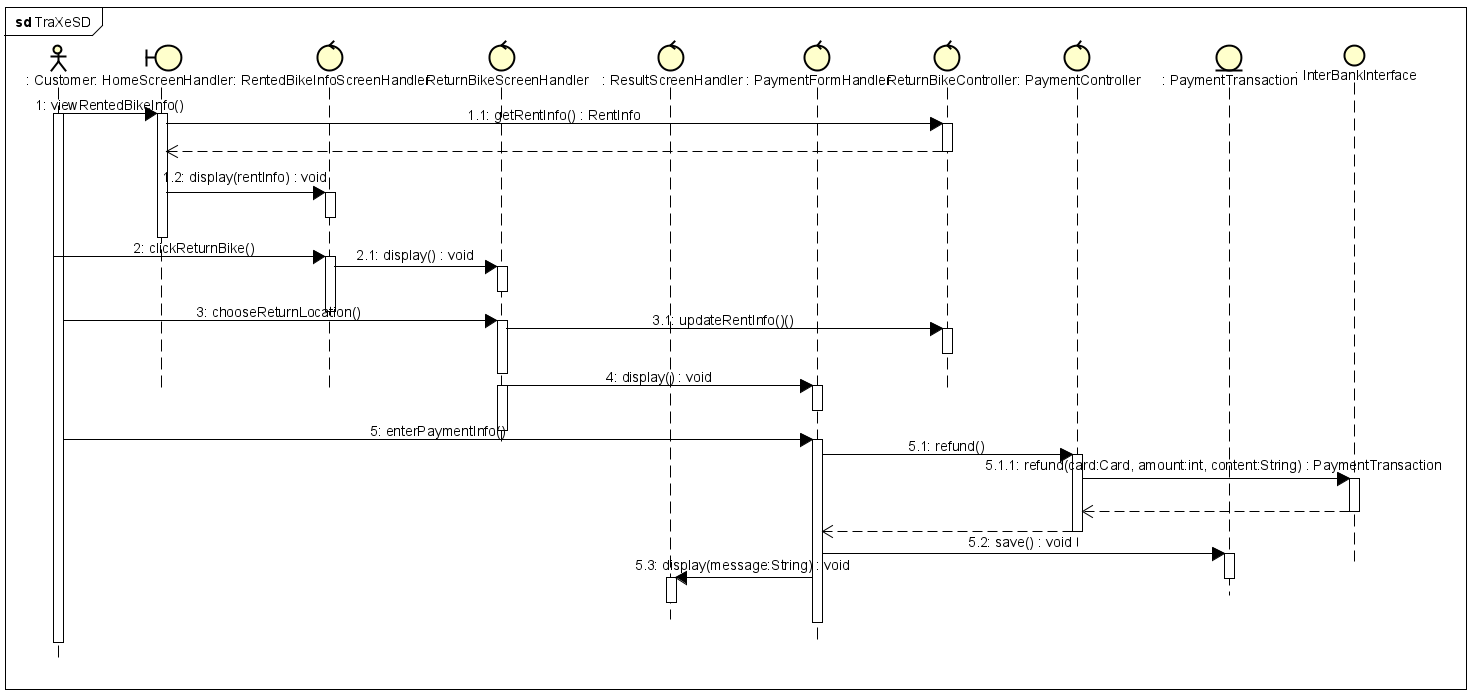 sd TraXeSD
: Customer
: HomeScreenHandler
: RentedBikeInfoScreenHandler
ReturnBikeScreenHandler
: ResultScreenHandler
: PaymentFormHandler
ReturnBikeController
: PaymentController
: PaymentTransaction
: InterBankInterface
1: viewRentedBikeInfo()
1.1: getRentInfo() : RentInfo
1.2: display(rentInfo) : void
2: clickReturnBike()
2.1: display() : void
3: chooseReturnLocation()
3.1: updateRentInfo()()
4: display() : void
5: enterPaymentInfo()
5.1: refund()
5.1.1: refund(card:Card, amount:int, content:String) : PaymentTransaction
5.2: save() : void
5.3: display(message:String) : void